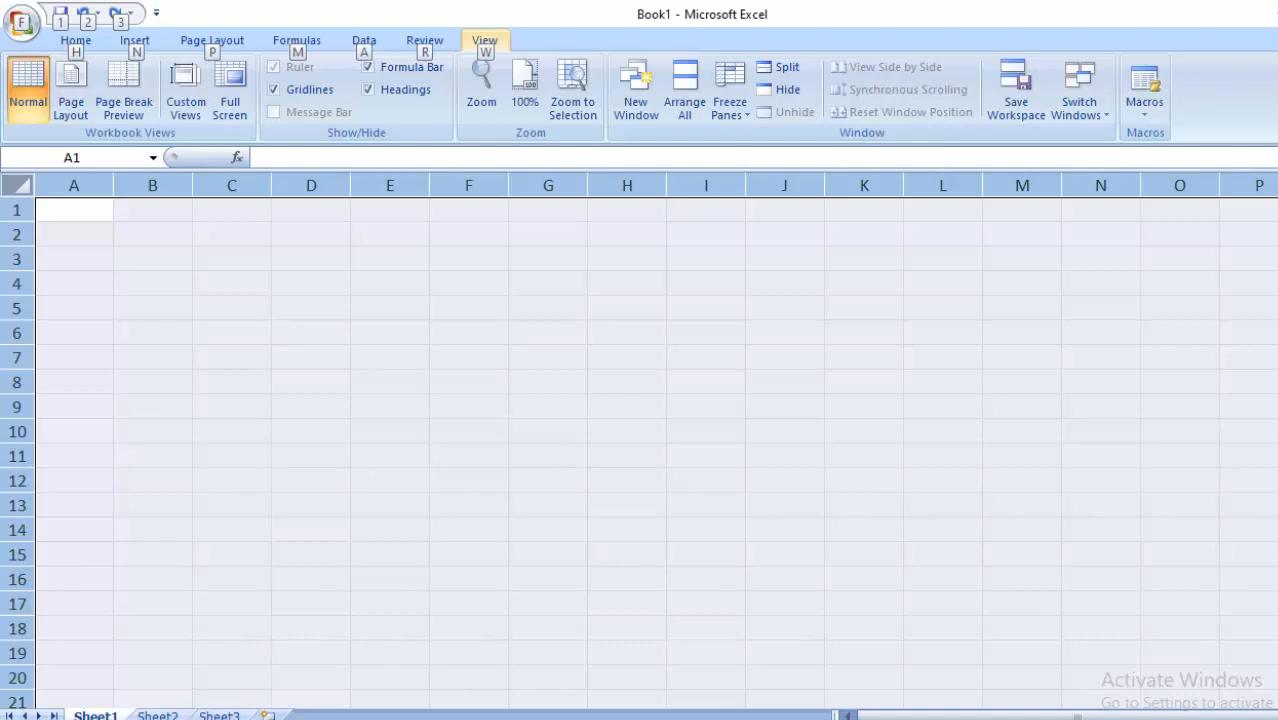 Book1 - Microsoft Excel
F 1 2 3
Home Insert Page Layout Formulas Data Review View
H N P M A R W
Normal Page Layout Page Break Preview Custom Views Full Screen
Workbook Views
Ruler Formula Bar
Gridlines Headings
Message Bar
Show/Hide
Zoom 100% Zoom to Selection
Zoom
New Window Arrange All Freeze Panes
Split View Side by Side
Hide Synchronous Scrolling
Unhide Reset Window Position
Save Workspace Switch Windows
Window
Macros
Macros
A1 fx
A B C D E F G H I J K L M N O P
1
2
3
4
5
6
7
8
9
10
11
12
13
14
15
16
17
18
19
20
21
Activate Windows
Go to Settings to activate
Sheet1 Sheet2 Sheet3